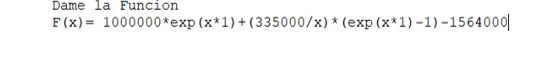 Dame la Funcion
F(x)= 1000000*exp(x*1)+(335000/x)*(exp(x*1)-1)-1564000